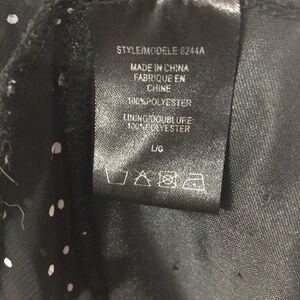 STYLE/MODELE 6244A
MADE IN CHINA
FABRIQUE EN
CHINE
100%POLYESTER
LINING/DOUBLURE:
100%POLYESTER
L/G